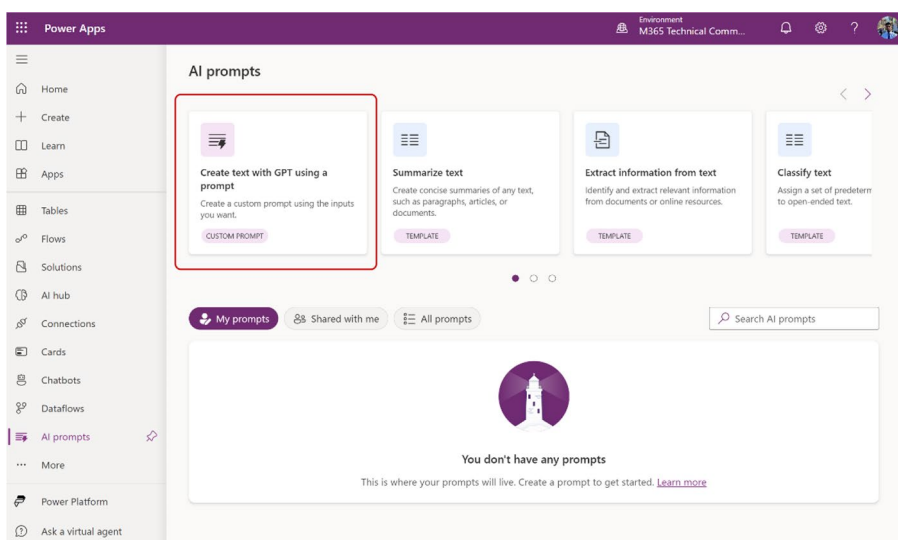 Power Apps
Environment
M365 Technical Comm...
?
Home
Create
Learn
Apps
Tables
Flows
Solutions
AI hub
Connections
Cards
Chatbots
Dataflows
AI prompts
More
Power Platform
Ask a virtual agent
AI prompts
Create text with GPT using a
prompt
Create a custom prompt using the inputs
you want.
CUSTOM PROMPT
Summarize text
Create concise summaries of any text,
such as paragraphs, articles, or
documents.
TEMPLATE
Extract information from text
Identify and extract relevant information
from documents or online resources.
TEMPLATE
Classify text
Assign a set of predeterm
to open-ended text.
TEMPLATE
My prompts
Shared with me
All prompts
Search AI prompts
You don't have any prompts
This is where your prompts will live. Create a prompt to get started. Learn more